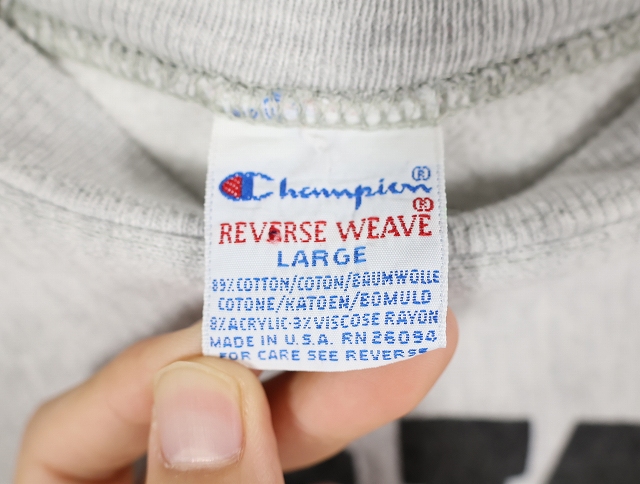 Champion®
REVERSE WEAVE®
LARGE
89% COTTON/COTON/BAUMWOLLE
COTONE/KATOEN/BOMULD
8% ACRYLIC·3% VISCOSE RAYON
MADE IN U.S.A. RN 26094
FOR CARE SEE REVERSE